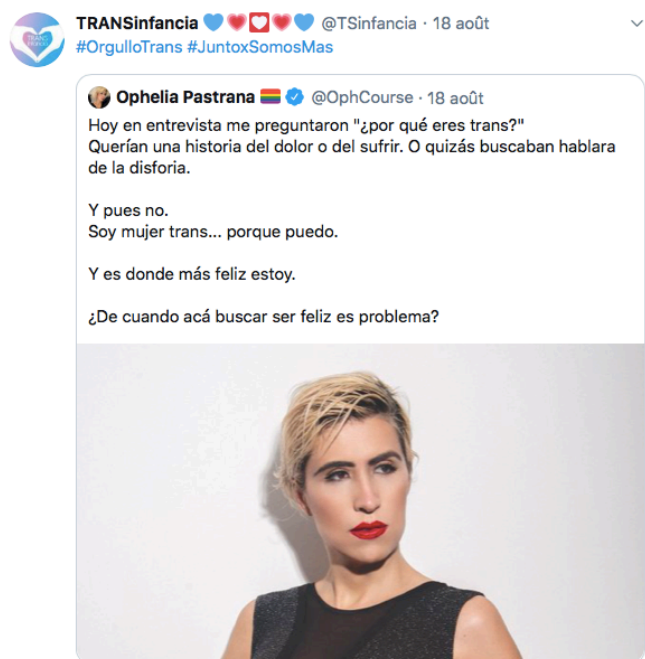 TRANSinfancia 💙❤️💟❤️💙 @TSinfancia · 18 août
#OrgulloTrans #JuntoxSomosMas
Ophelia Pastrana 🏳️‍🌈 @OphCourse · 18 août
Hoy en entrevista me preguntaron "¿por qué eres trans?"
Querían una historia del dolor o del sufrir. O quizás buscaban hablara
de la disforia.
Y pues no.
Soy mujer trans... porque puedo.
Y es donde más feliz estoy.
¿De cuando acá buscar ser feliz es problema?